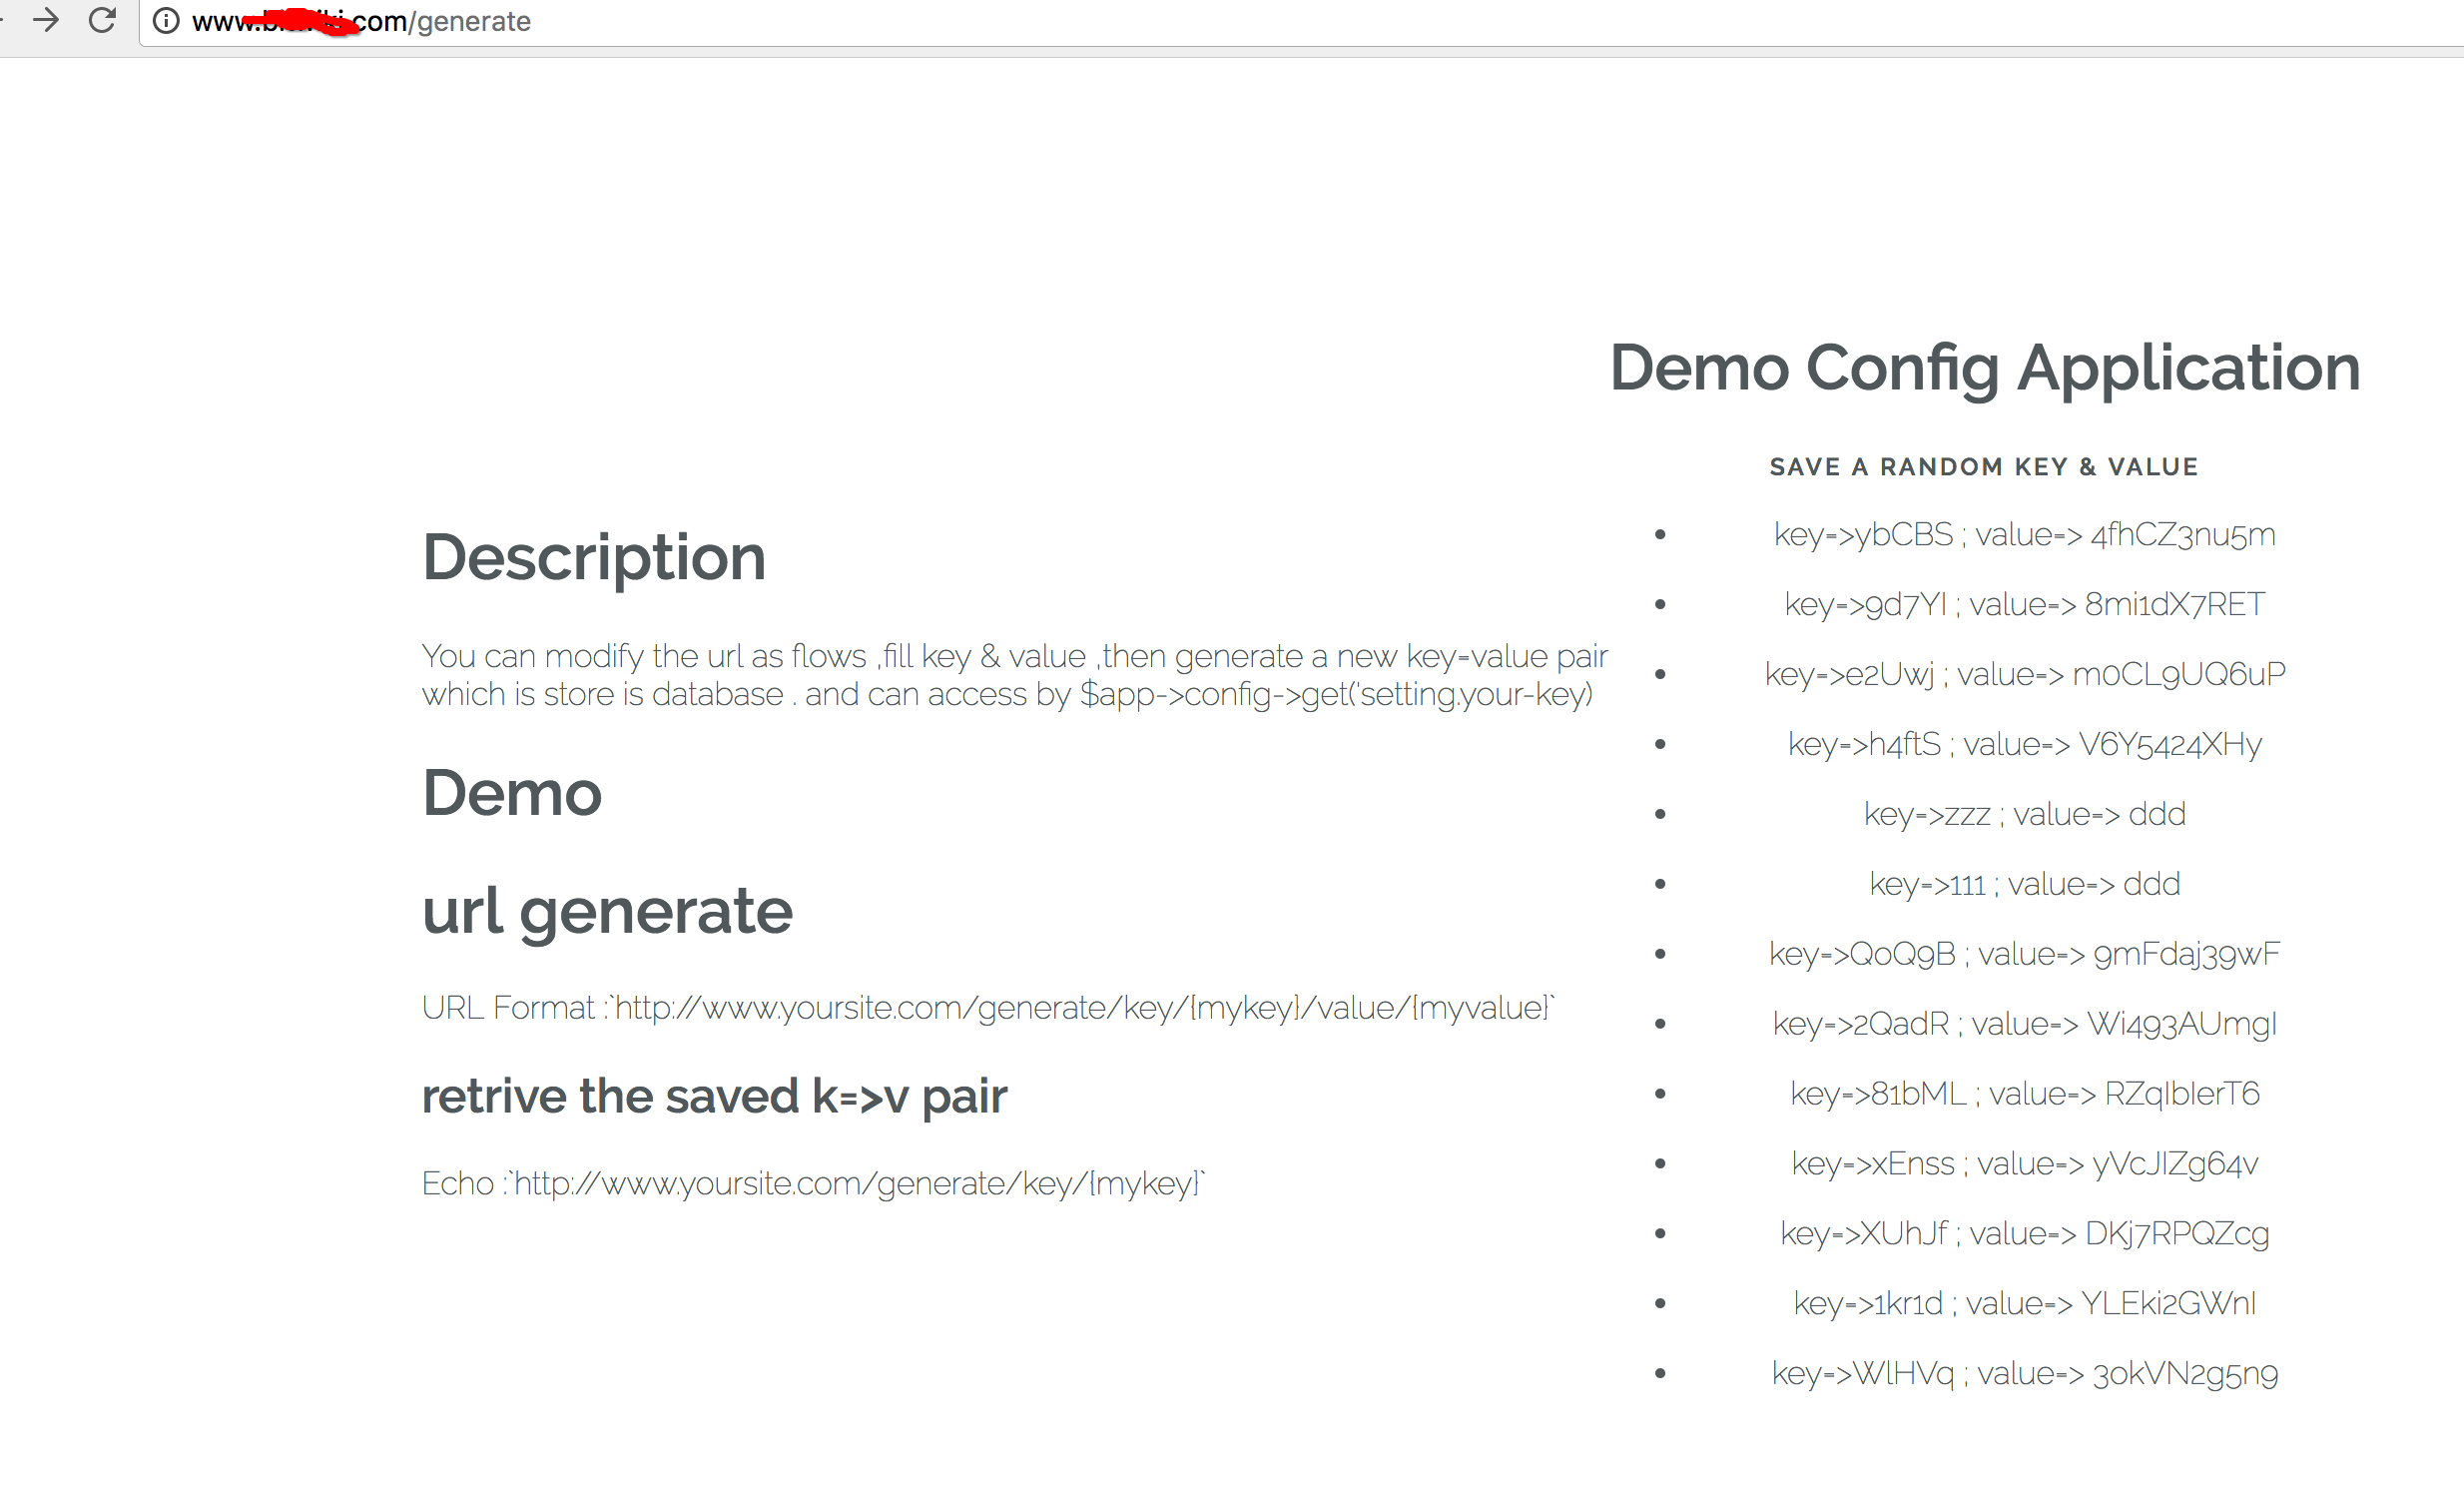 .com/generate
Demo Config Application
SAVE A RANDOM KEY & VALUE
Description
You can modify the url as flows ,fill key & value ,then generate a new key=value pair
which is store is database . and can access by $app->config->get('setting.your-key)
Demo
url generate
URL Format :`http://www.yoursite.com/generate/key/{mykey}/value/{myvalue}`
retrive the saved k=>v pair
Echo :`http://www.yoursite.com/generate/key/{mykey}`
• key=>ybCBS ; value=> 4fhCZ3nu5m
• key=>9d7YI ; value=> 8mi1dX7RET
• key=>e2Uwj ; value=> m0CL9UQ6uP
• key=>h4ftS ; value=> V6Y5424XHy
• key=>zzz ; value=> ddd
• key=>111 ; value=> ddd
• key=>QoQ9B ; value=> 9mFdaj39wF
• key=>2QadR ; value=> Wi493AUmgI
• key=>81bML ; value=> RZqIbIerT6
• key=>xEnss ; value=> yVcJIZg64v
• key=>XUhJf ; value=> DKj7RPQZcg
• key=>1kr1d ; value=> YLEki2GWnI
• key=>WlHVq ; value=> 3okVN2g5n9